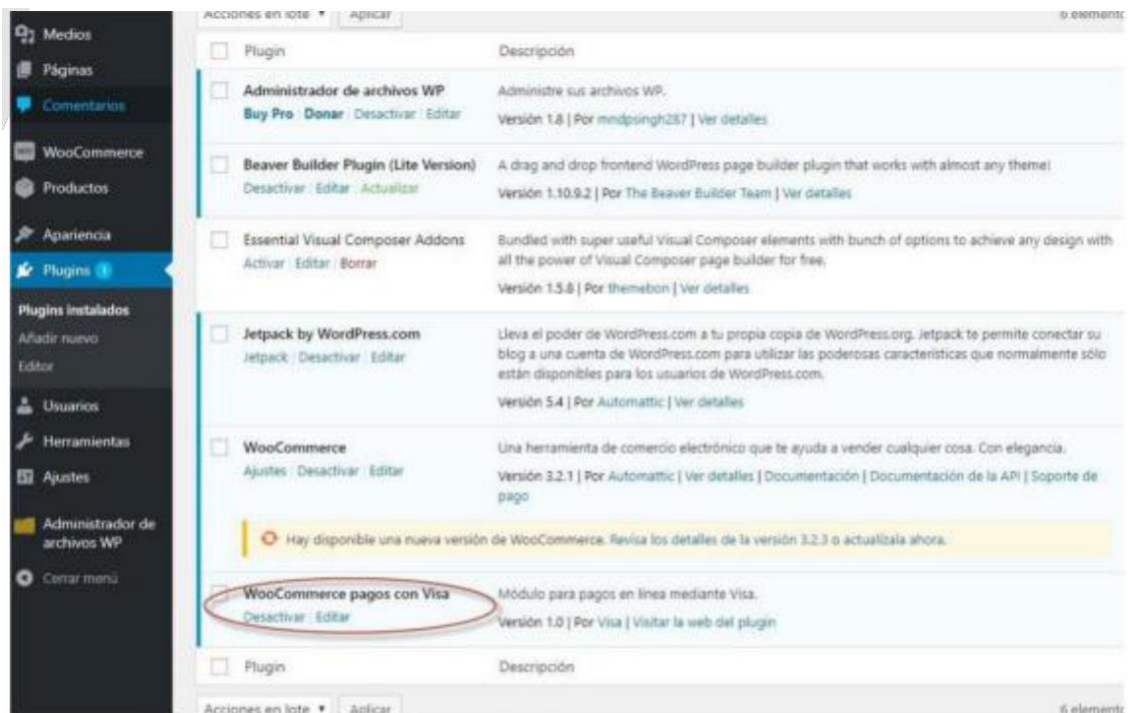 Medios
Páginas
Comentarios
WooCommerce
Productos
Apariencia
Plugins 1
Plugins instalados
Añadir nuevo
Editor
Usuarios
Herramientas
Ajustes
Administrador de
archivos WP
Cerrar menú
Acciones en lote Aplicar
6 elemento
Plugin Descripción
Administrador de archivos WP
Buy Pro | Donar | Desactivar | Editar
Administre sus archivos WP.
Versión 1.8 | Por mndpsingh287 | Ver detalles
Beaver Builder Plugin (Lite Version)
Desactivar | Editar | Actualizar
A drag and drop frontend WordPress page builder plugin that works with almost any theme!
Versión 1.10.9.2 | Por The Beaver Builder Team | Ver detalles
Essential Visual Composer Addons
Activar | Editar | Borrar
Bundled with super useful Visual Composer elements with bunch of options to achieve any design with
all the power of Visual Composer page builder for free.
Versión 1.5.8 | Por themebon | Ver detalles
Jetpack by WordPress.com
Jetpack | Desactivar | Editar
Lleva el poder de WordPress.com a tu propia copia de WordPress.org. Jetpack te permite conectar su
blog a una cuenta de WordPress.com para utilizar las poderosas características que normalmente sólo
están disponibles para los usuarios de WordPress.com.
Versión 5.4 | Por Automattic | Ver detalles
WooCommerce
Ajustes | Desactivar | Editar
Una herramienta de comercio electrónico que te ayuda a vender cualquier cosa. Con elegancia.
Versión 3.2.1 | Por Automattic | Ver detalles | Documentación | Documentación de la API | Soporte de
pago
Hay disponible una nueva versión de WooCommerce. Revisa los detalles de la versión 3.2.3 o actualízala ahora.
WooCommerce pagos con Visa
Desactivar | Editar
Módulo para pagos en línea mediante Visa.
Versión 1.0 | Por Visa | Visitar la web del plugin
Plugin Descripción
Acciones en lote Aplicar
6 elemento